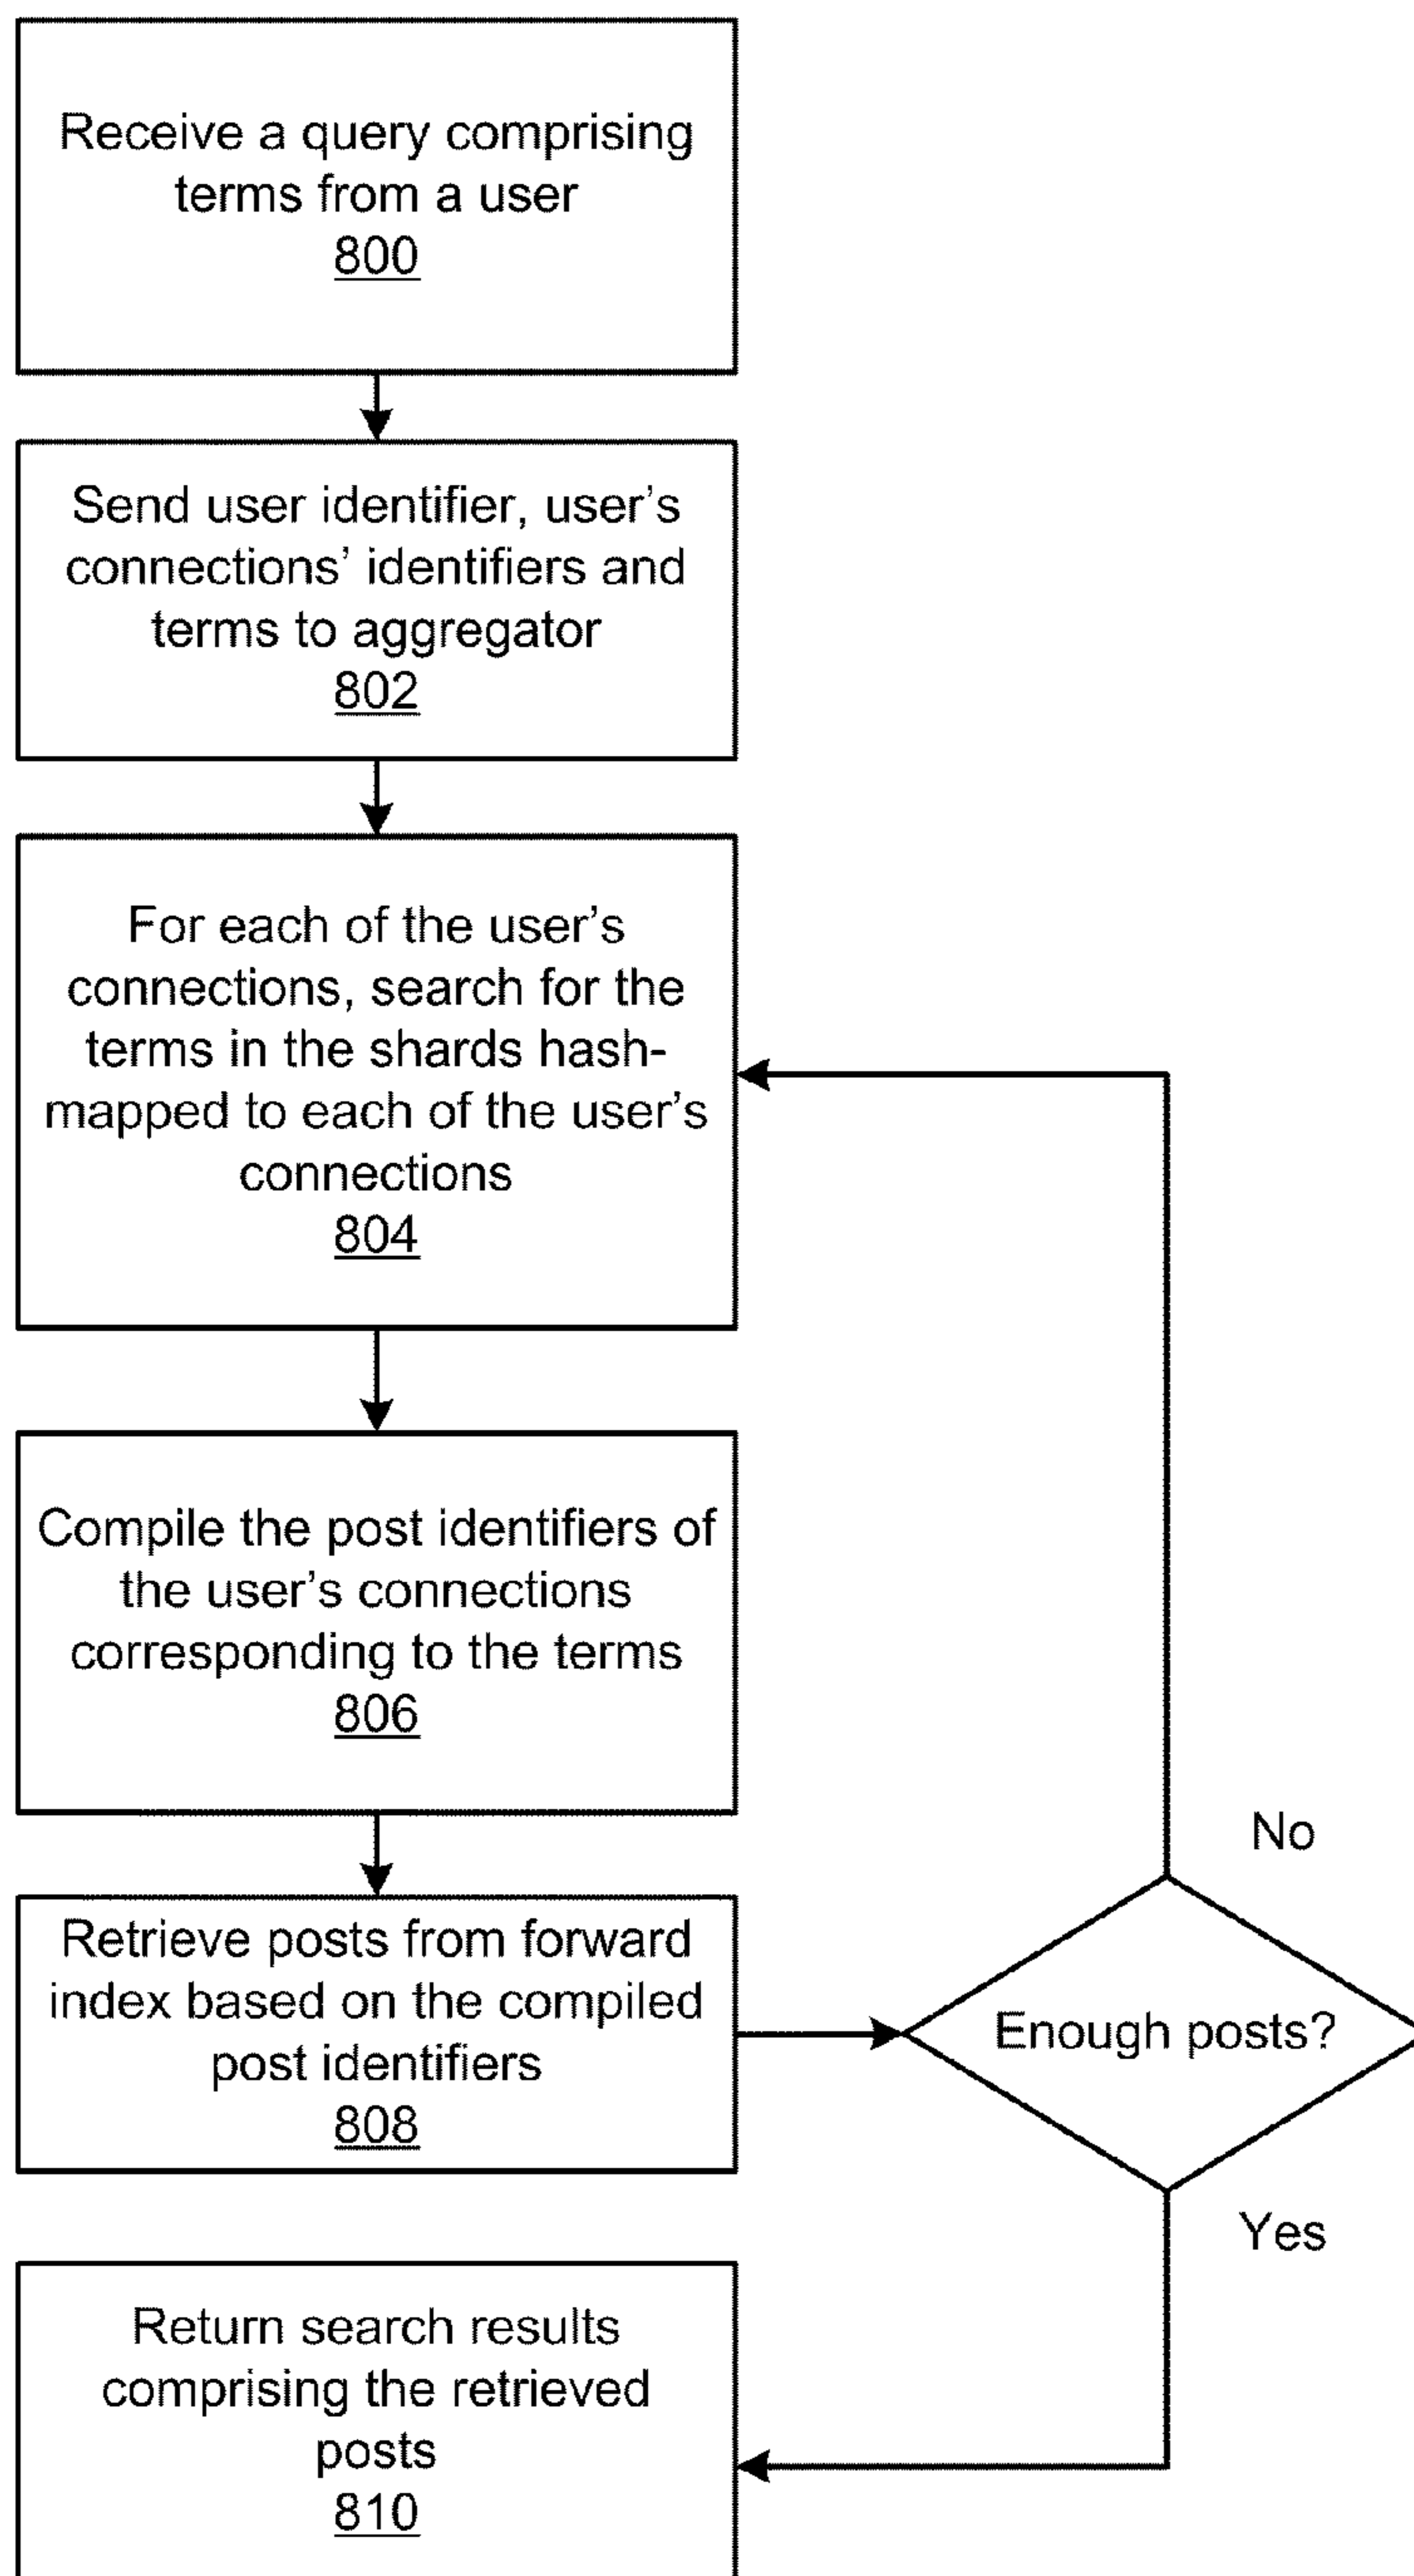 Receive a query comprising
terms from a user
800
Send user identifier, user's
connections' identifiers and
terms to aggregator
802
For each of the user's
connections, search for the
terms in the shards hash-
mapped to each of the user's
connections
804
Compile the post identifiers of
the user's connections
corresponding to the terms
806
Retrieve posts from forward
index based on the compiled
post identifiers
808
No
Enough posts?
Yes
Return search results
comprising the retrieved
posts
810